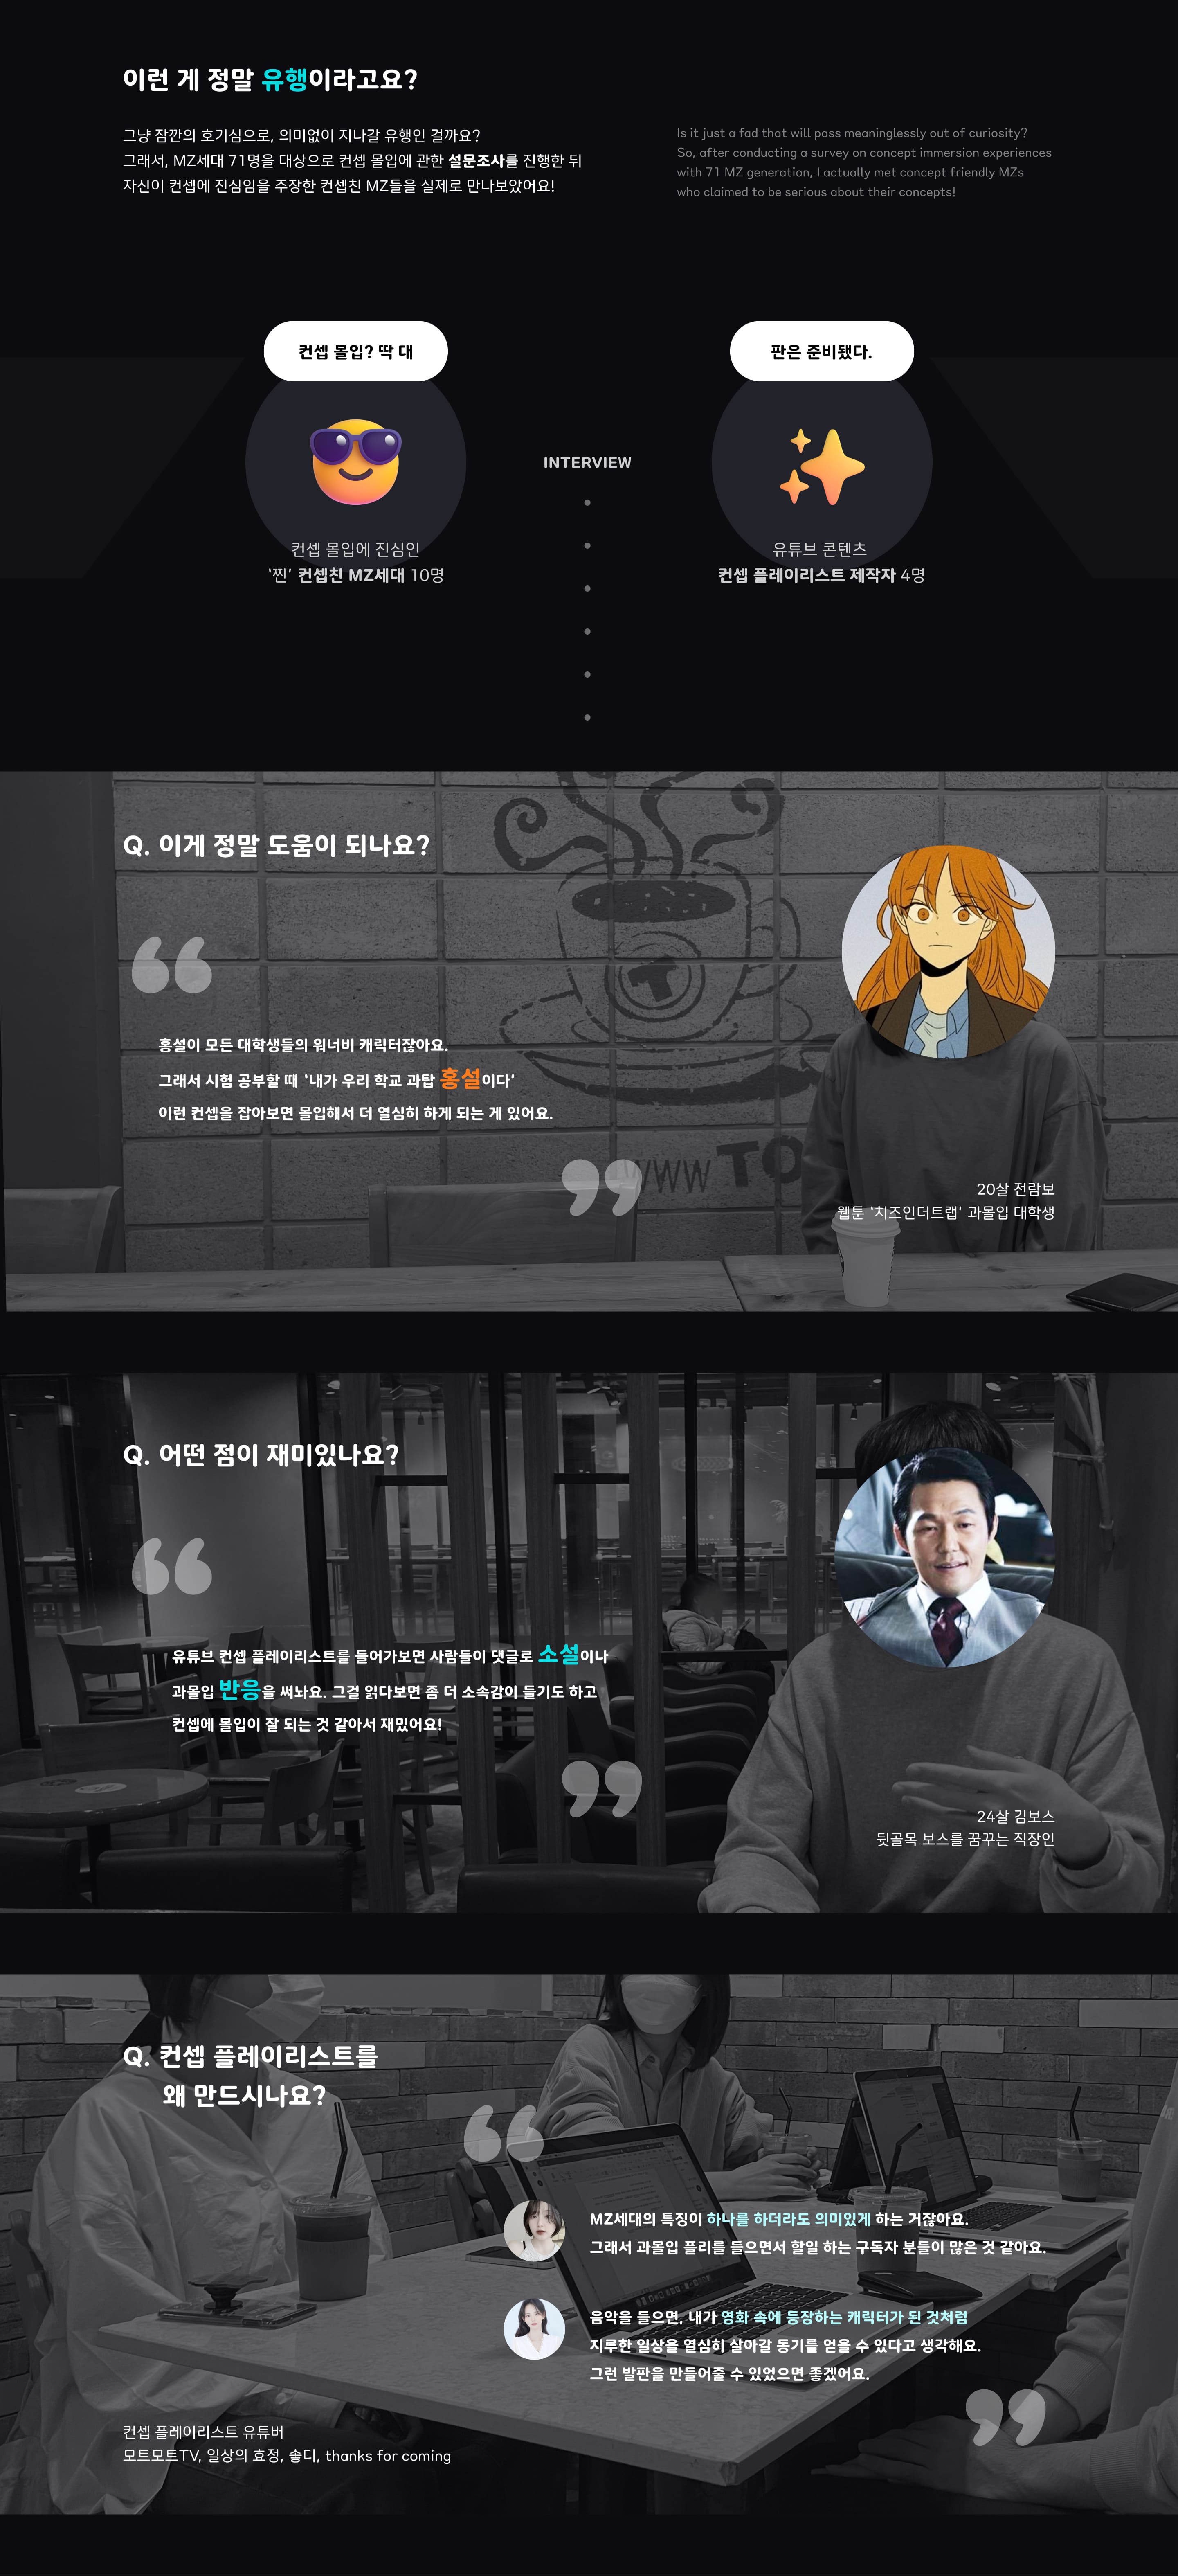 이런 게 정말 유행이라고요?
그냥 잠깐의 호기심으로, 의미없이 지나갈 유행인 걸까요?
그래서, MZ세대 71명을 대상으로 컨셉 몰입에 관한 설문조사를 진행한 뒤
자신이 컨셉에 진심임을 주장한 컨셉친 MZ들을 실제로 만나보았어요!
Is it just a fad that will pass meaninglessly out of curiosity?
So, after conducting a survey on concept immersion experiences
with 71 MZ generation, I actually met concept friendly MZs
who claimed to be serious about their concepts!
컨셉 몰입? 딱 대
컨셉 몰입에 진심인
‘찐’ 컨셉친 MZ세대 10명
INTERVIEW
판은 준비됐다.
유튜브 콘텐츠
컨셉 플레이리스트 제작자 4명
Q. 이게 정말 도움이 되나요?
“
홍설이 모든 대학생들의 워너비 캐릭터잖아요.
그래서 시험 공부할 때 ‘내가 우리 학교 과탑 홍설이다’
이런 컨셉을 잡아보면 몰입해서 더 열심히 하게 되는 게 있어요.
”
WWW TO
20살 전람보
웹툰 ‘치즈인더트랩’ 과몰입 대학생
Q. 어떤 점이 재미있나요?
“
유튜브 컨셉 플레이리스트를 들어가보면 사람들이 댓글로 소설이나
과몰입 반응을 써놔요. 그걸 읽다보면 좀 더 소속감이 들기도 하고
컨셉에 몰입이 잘 되는 것 같아서 재밌어요!
”
24살 김보스
뒷골목 보스를 꿈꾸는 직장인
Q. 컨셉 플레이리스트를
왜 만드시나요?
“
MZ세대의 특징이 하나를 하더라도 의미있게 하는 거잖아요.
그래서 과몰입 플리를 들으면서 할일 하는 구독자 분들이 많은 것 같아요.
음악을 들으면, 내가 영화 속에 등장하는 캐릭터가 된 것처럼
지루한 일상을 열심히 살아갈 동기를 얻을 수 있다고 생각해요.
그런 발판을 만들어줄 수 있었으면 좋겠어요.
”
컨셉 플레이리스트 유튜버
모트모트TV, 일상의 효정, 송디, thanks for coming